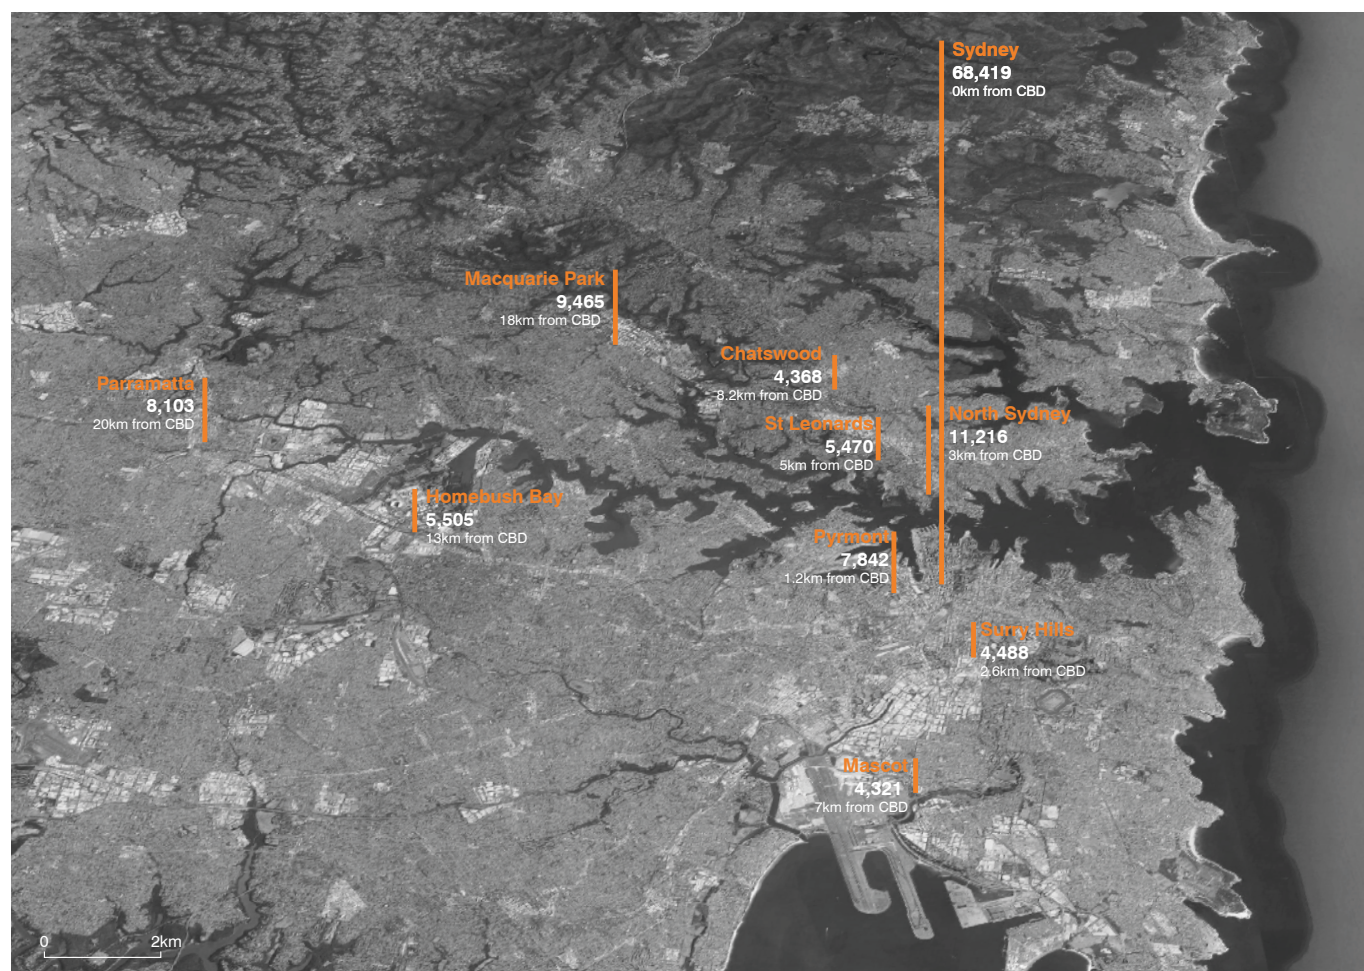 Sydney
68,419
0km from CBD
Macquarie Park
9,465
18km from CBD
Chatswood
4,368
8.2km from CBD
Parramatta
8,103
20km from CBD
St Leonards
5,470
5km from CBD
North Sydney
11,216
3km from CBD
Homebush Bay
5,505
13km from CBD
Pyrmont
7,842
1.2km from CBD
Surry Hills
4,488
2.6km from CBD
Mascot
4,321
7km from CBD
0 2km